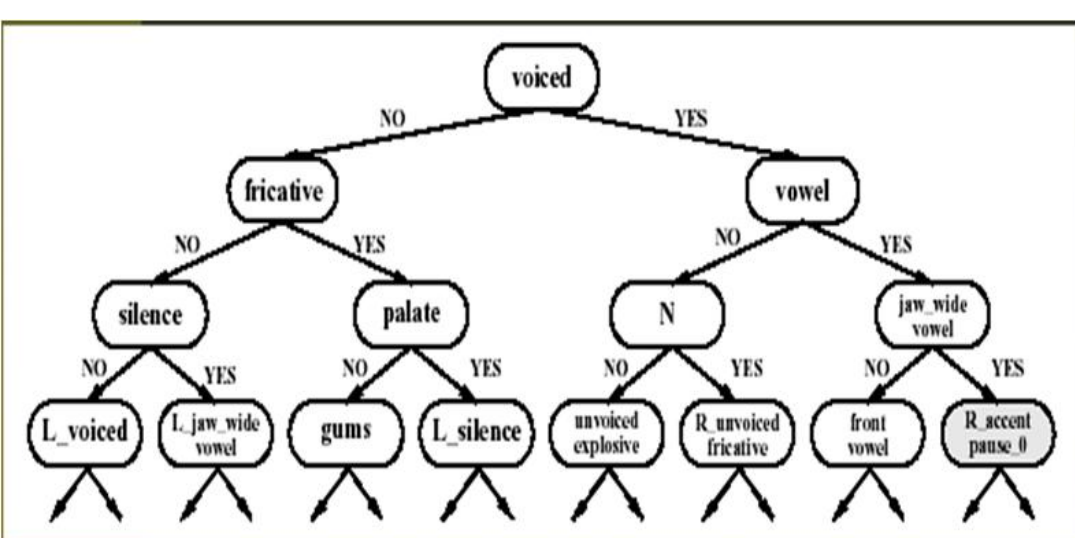 voiced
NO
YES
fricative
vowel
NO
YES
NO
YES
silence
palate
N
jaw_wide
vowel
NO
YES
NO
YES
NO
YES
NO
YES
L_voiced
L_jaw_wide
vowel
gums
L_silence
unvoiced
explosive
R_unvoiced
fricative
front
vowel
R_accent
pause_0